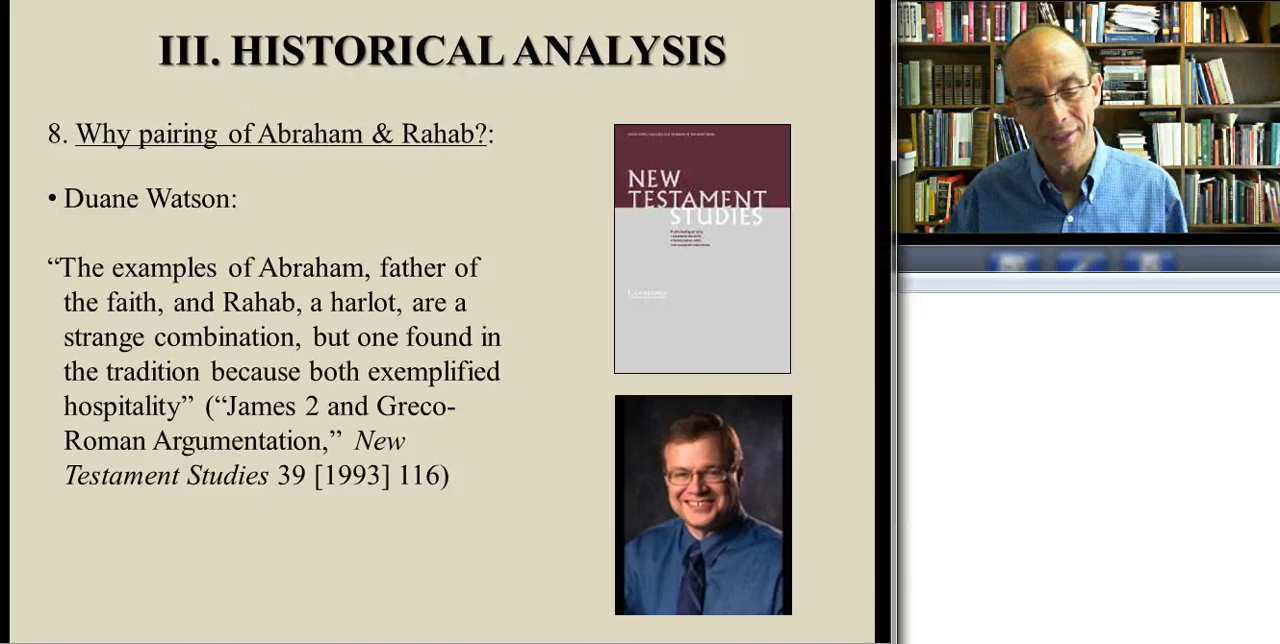 III. HISTORICAL ANALYSIS
8. Why pairing of Abraham & Rahab?:
• Duane Watson:
“The examples of Abraham, father of
the faith, and Rahab, a harlot, are a
strange combination, but one found in
the tradition because both exemplified
hospitality” (“James 2 and Greco-
Roman Argumentation,” New
Testament Studies 39 [1993] 116)
NEW
TESTAMENT
STUDIES